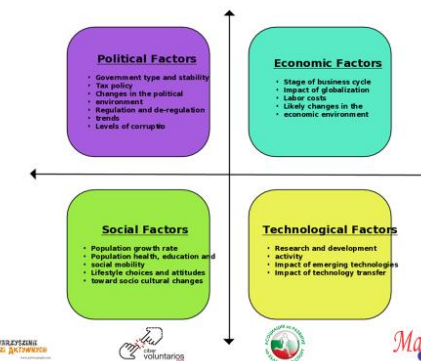 Political Factors
• Government type and stability
• Tax policy
• Changes in the political
• environment
• Regulation and de-regulation
• trends
• Levels of corruptio
Economic Factors
• Stage of business cycle
• Impact of globalization
• Labor costs
• Likely changes in the
• economic environment
Social Factors
• Population growth rate
• Population health, education and
• social mobility
• Lifestyle choices and attitudes
• toward socio cultural changes
Technological Factors
• Research and development
• activity
• Impact of emerging technologies
• Impact of technology transfer
ciber
voluntarios
Ma